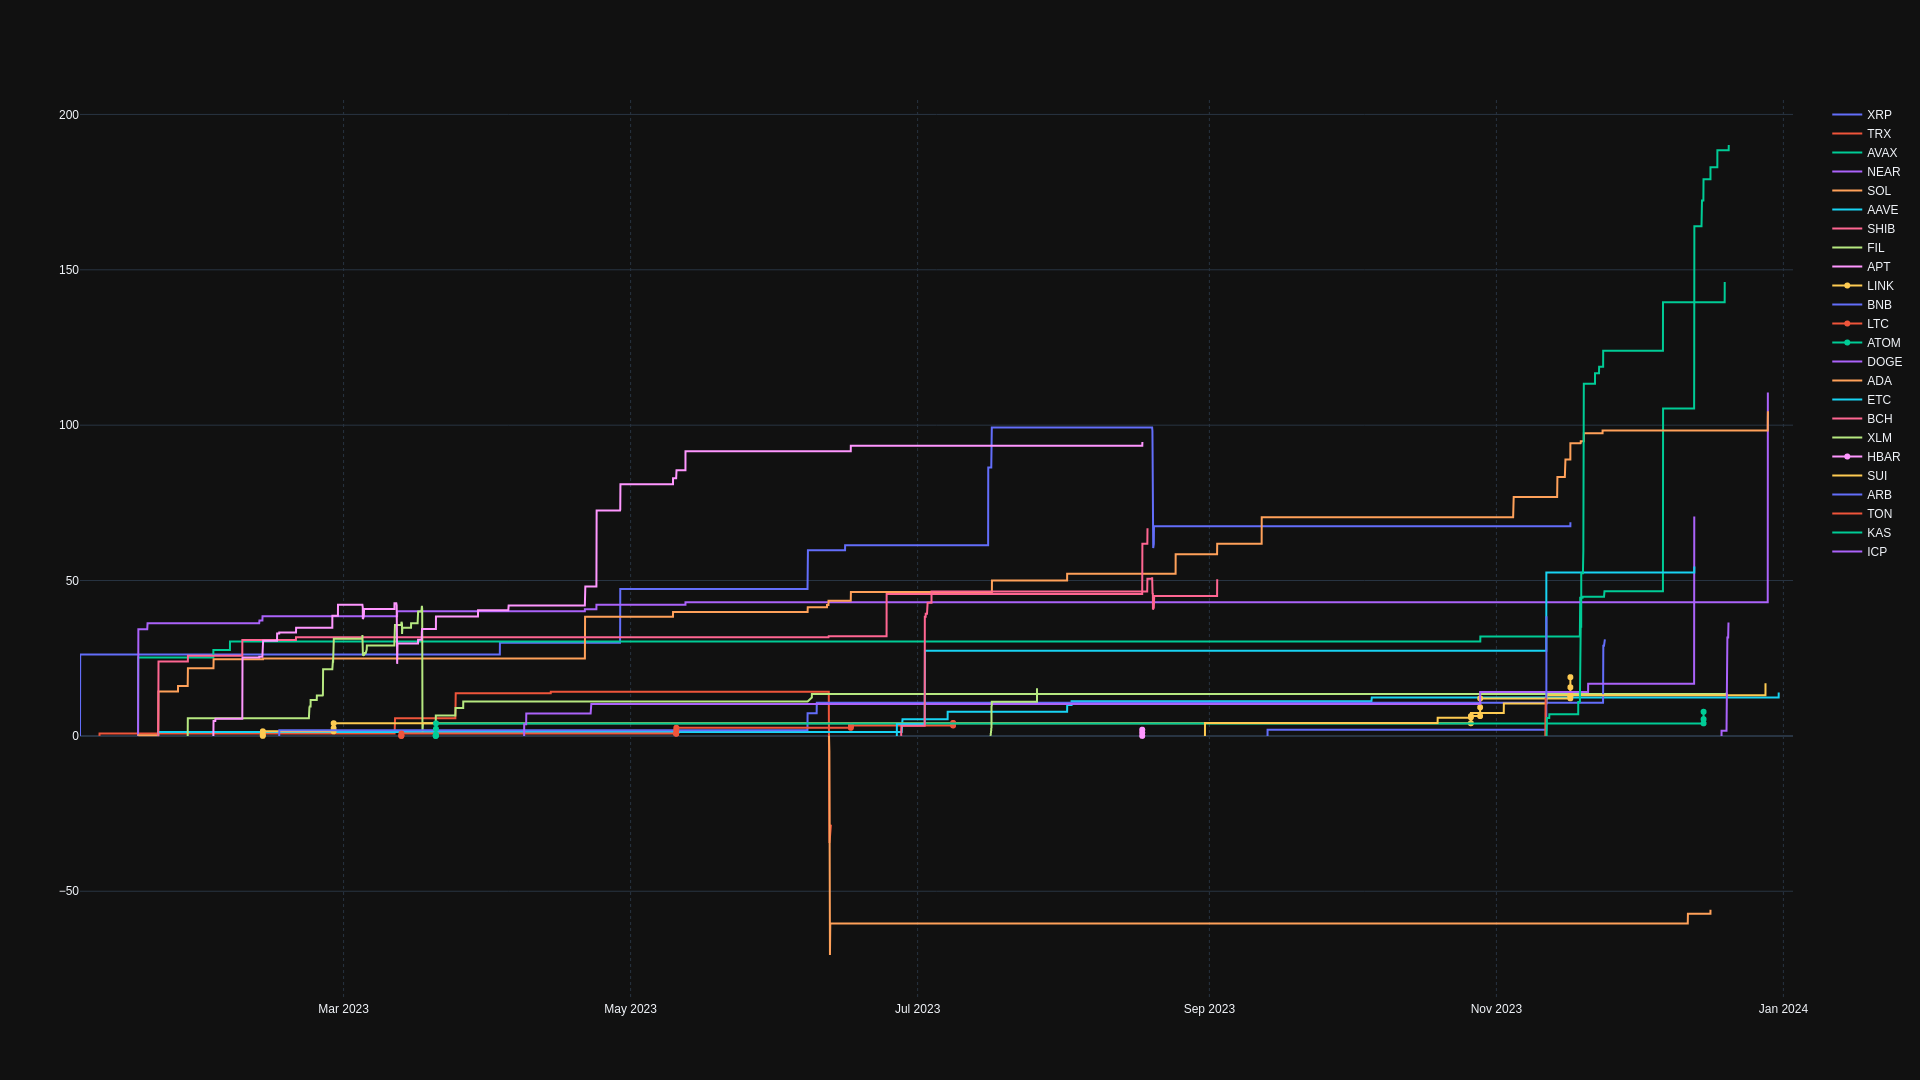 200
150
100
50
0
−50
Mar 2023
May 2023
Jul 2023
Sep 2023
Nov 2023
Jan 2024
XRP
TRX
AVAX
NEAR
SOL
AAVE
SHIB
FIL
APT
LINK
BNB
LTC
ATOM
DOGE
ADA
ETC
BCH
XLM
HBAR
SUI
ARB
TON
KAS
ICP